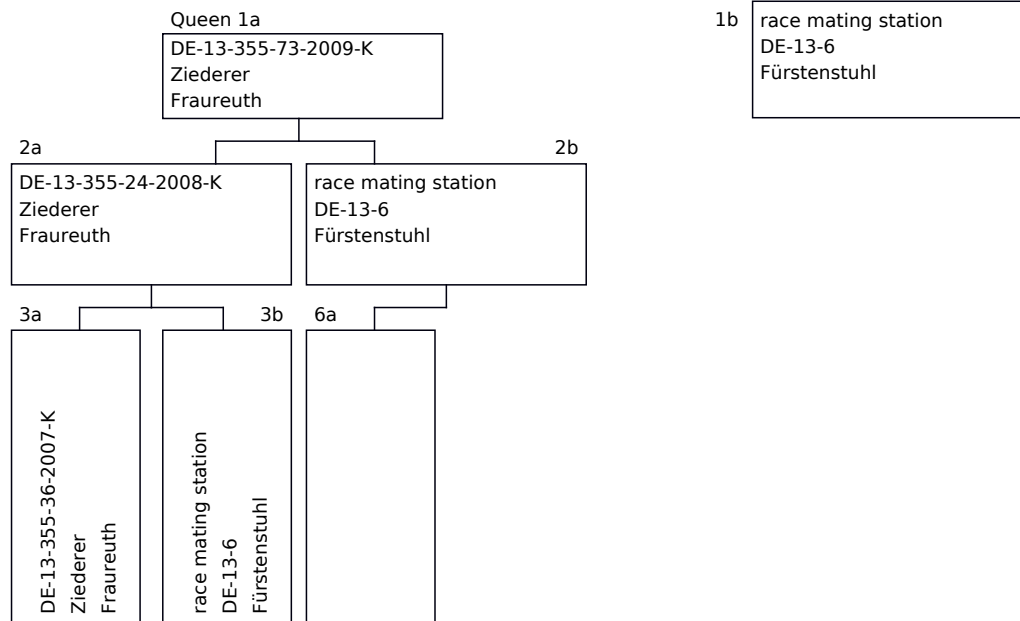 Queen 1a
DE-13-355-73-2009-K
Ziederer
Fraureuth
1b
race mating station
DE-13-6
Fürstenstuhl
2a
DE-13-355-24-2008-K
Ziederer
Fraureuth
2b
race mating station
DE-13-6
Fürstenstuhl
3a
DE-13-355-36-2007-K
Ziederer
Fraureuth
3b
race mating station
DE-13-6
Fürstenstuhl
6a